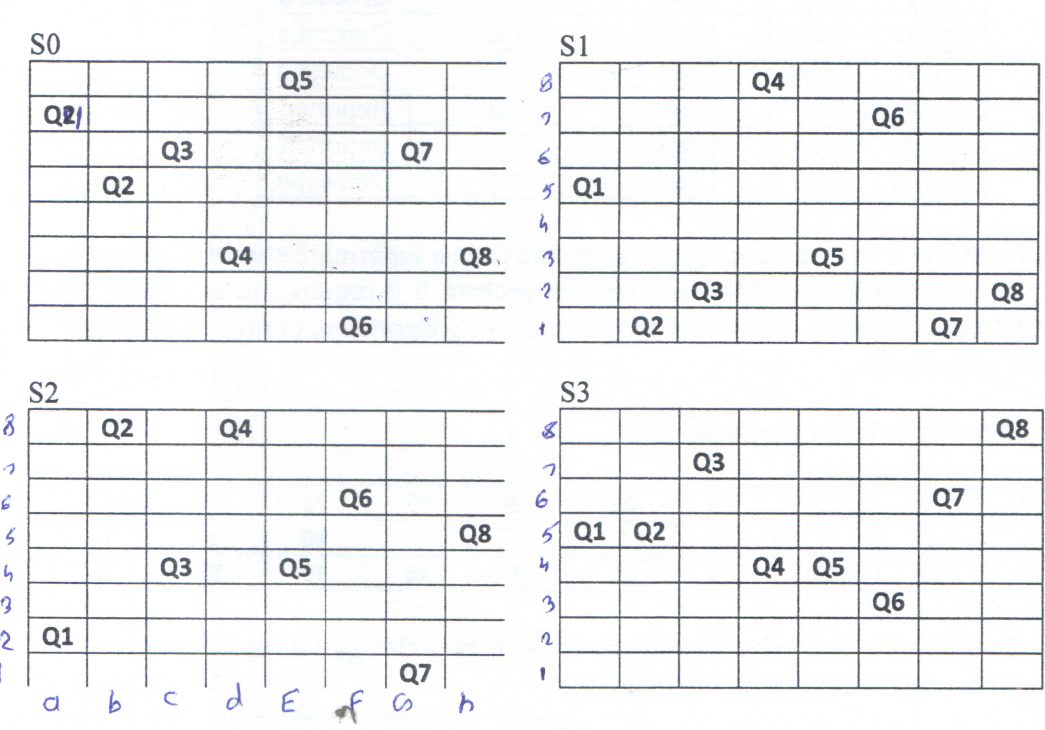 S0
Q5
Q1
Q3 Q7
Q2
Q4 Q8
Q6
S1
8 Q4
7 Q6
6
5 Q1
4
3 Q5
2 Q3 Q8
1 Q2 Q7
S2
8 Q2 Q4
7
6 Q6
5 Q8
4 Q3 Q5
3
2 Q1
1 Q7
a b c d E f G h
S3
8 Q8
7 Q3
6 Q7
5 Q1 Q2
4 Q4 Q5
3 Q6
2
1